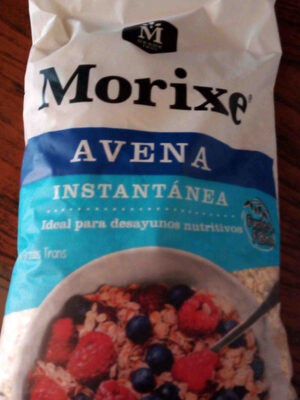 M
Morixe
AVENA
INSTANTÁNEA
Ideal para desayunos nutritivos
Trans